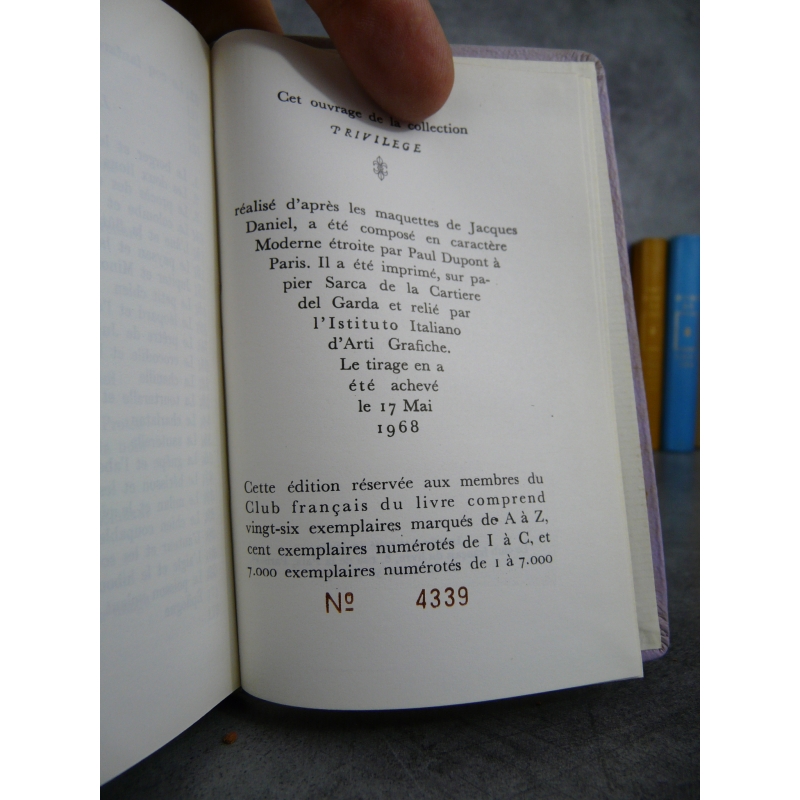 Cet ouvrage de la collection
PRIVILEGE
réalisé d'après les maquettes de Jacques
Daniel, a été composé en caractère
Moderne étroite par Paul Dupont à
Paris. Il a été imprimé, sur pa-
pier Sarca de la Cartiere
del Garda et relié par
l'Istituto Italiano
d'Arti Grafiche.
Le tirage en a
été achevé
le 17 Mai
1968
Cette édition réservée aux membres du
Club français du livre comprend
vingt-six exemplaires marqués de A à Z,
cent exemplaires numérotés de I à C, et
7.000 exemplaires numérotés de 1 à 7.000
Nº 4339